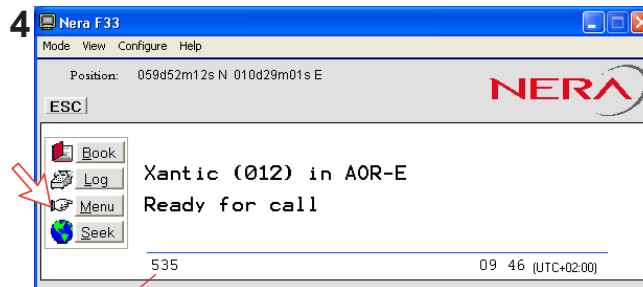 4
Nera F33
Mode View Configure Help
Position: 059d52m12s N 010d29m01s E
NERA
ESC
Book
Log
Menu
Seek
Xantic (012) in AOR-E
Ready for call
535 09 46 (UTC+02:00)